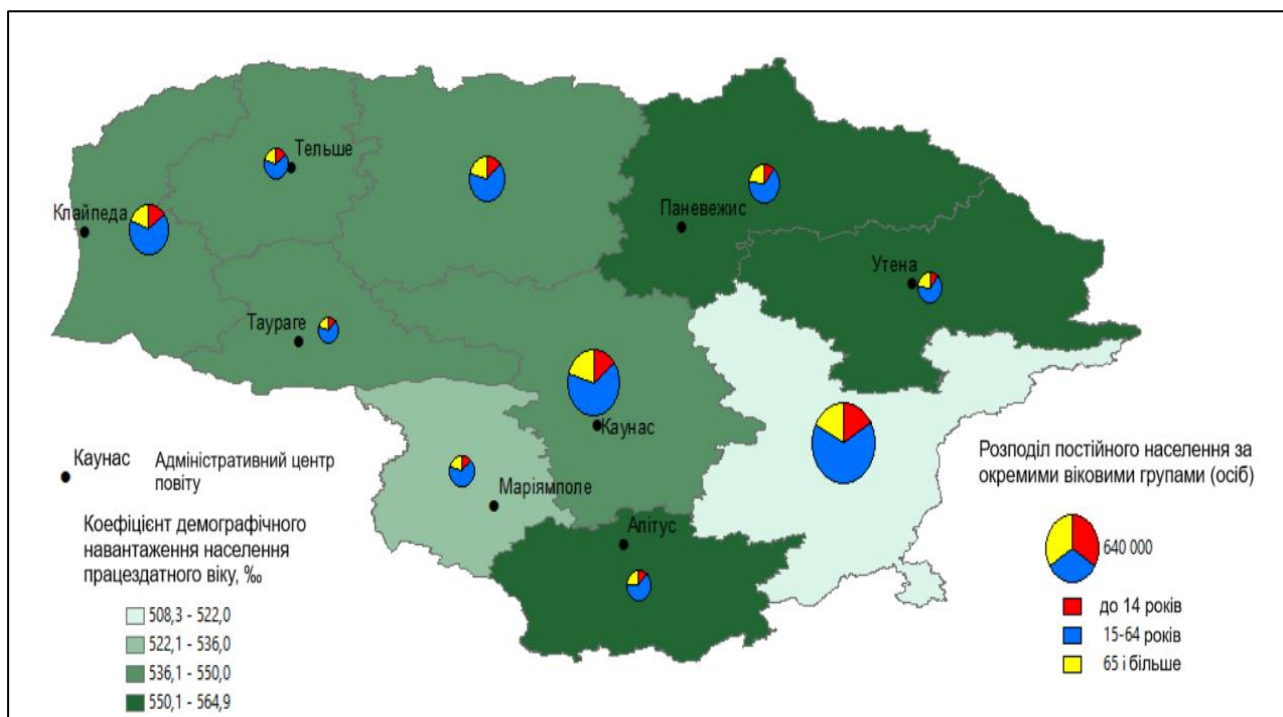 Тельше
Клайпеда
Паневежис
Утена
Таураге
Каунас
Маріямполе
Алітус
Каунас
Адміністративний центр
повіту
Коефіцієнт демографічного
навантаження населення
працездатного віку, ‰
508,3 - 522,0
522,1 - 536,0
536,1 - 550,0
550,1 - 564,9
Розподіл постійного населення за
окремими віковими групами (осіб)
640 000
до 14 років
15-64 років
65 і більше